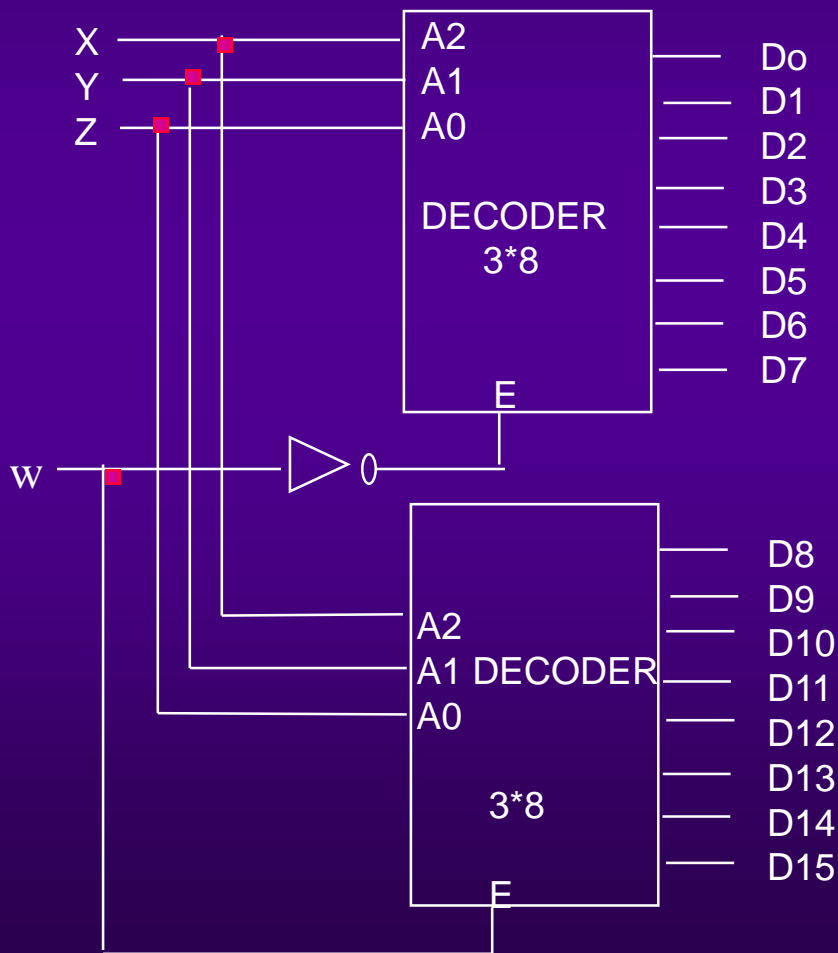 X
A2
Do
Y
A1
D1
Z
A0
D2
D3
DECODER
D4
3*8
D5
D6
D7
E
w
D8
D9
A2
D10
A1 DECODER
D11
A0
D12
D13
3*8
D14
D15
E